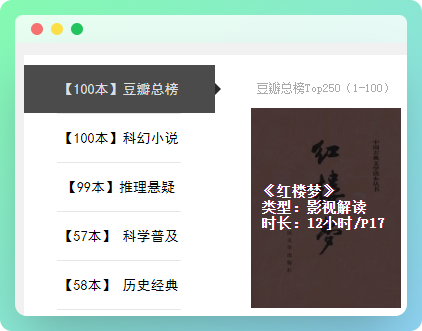 【100本】豆瓣总榜
【100本】科幻小说
【99本】推理悬疑
【57本】 科学普及
【58本】 历史经典
豆瓣总榜Top250（1-100）
红楼梦
《红楼梦》
类型：影视解读
时长：12小时/P17